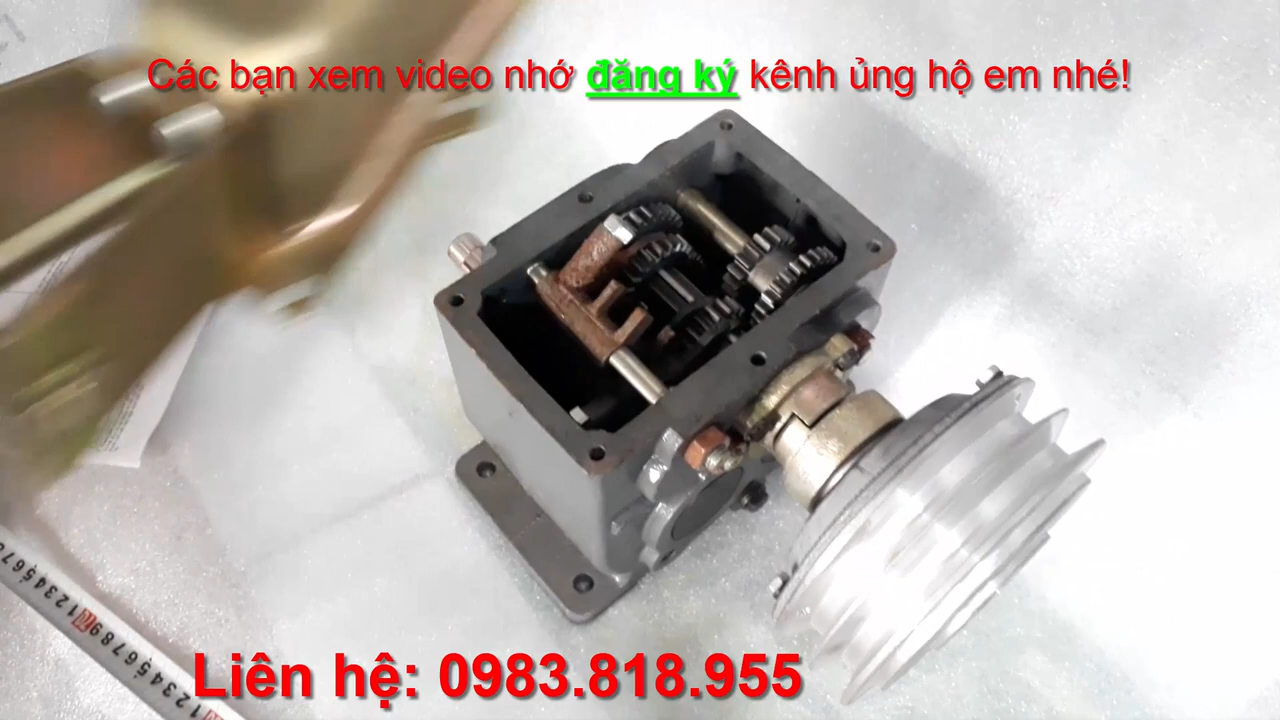 Các bạn xem video nhớ đăng ký kênh ủng hộ em nhé!
Liên hệ: 0983.818.955